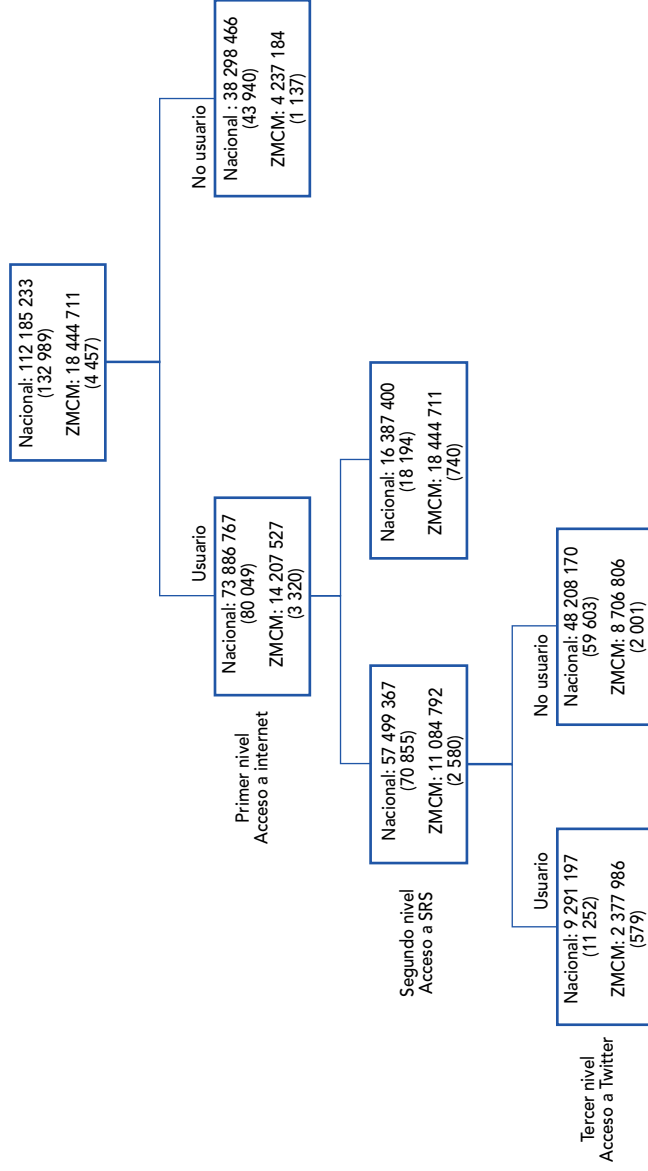 Nacional: 112 185 233
(132 989)
ZMCM: 18 444 711
(4 457)
Primer nivel
Acceso a internet
Usuario
Nacional: 73 886 767
(80 049)
ZMCM: 14 207 527
(3 320)
No usuario
Nacional : 38 298 466
(43 940)
ZMCM: 4 237 184
(1 137)
Segundo nivel
Acceso a SRS
Nacional: 57 499 367
(70 855)
ZMCM: 11 084 792
(2 580)
Nacional: 16 387 400
(18 194)
ZMCM: 18 444 711
(740)
Tercer nivel
Acceso a Twitter
Usuario
Nacional: 9 291 197
(11 252)
ZMCM: 2 377 986
(579)
No usuario
Nacional: 48 208 170
(59 603)
ZMCM: 8 706 806
(2 001)